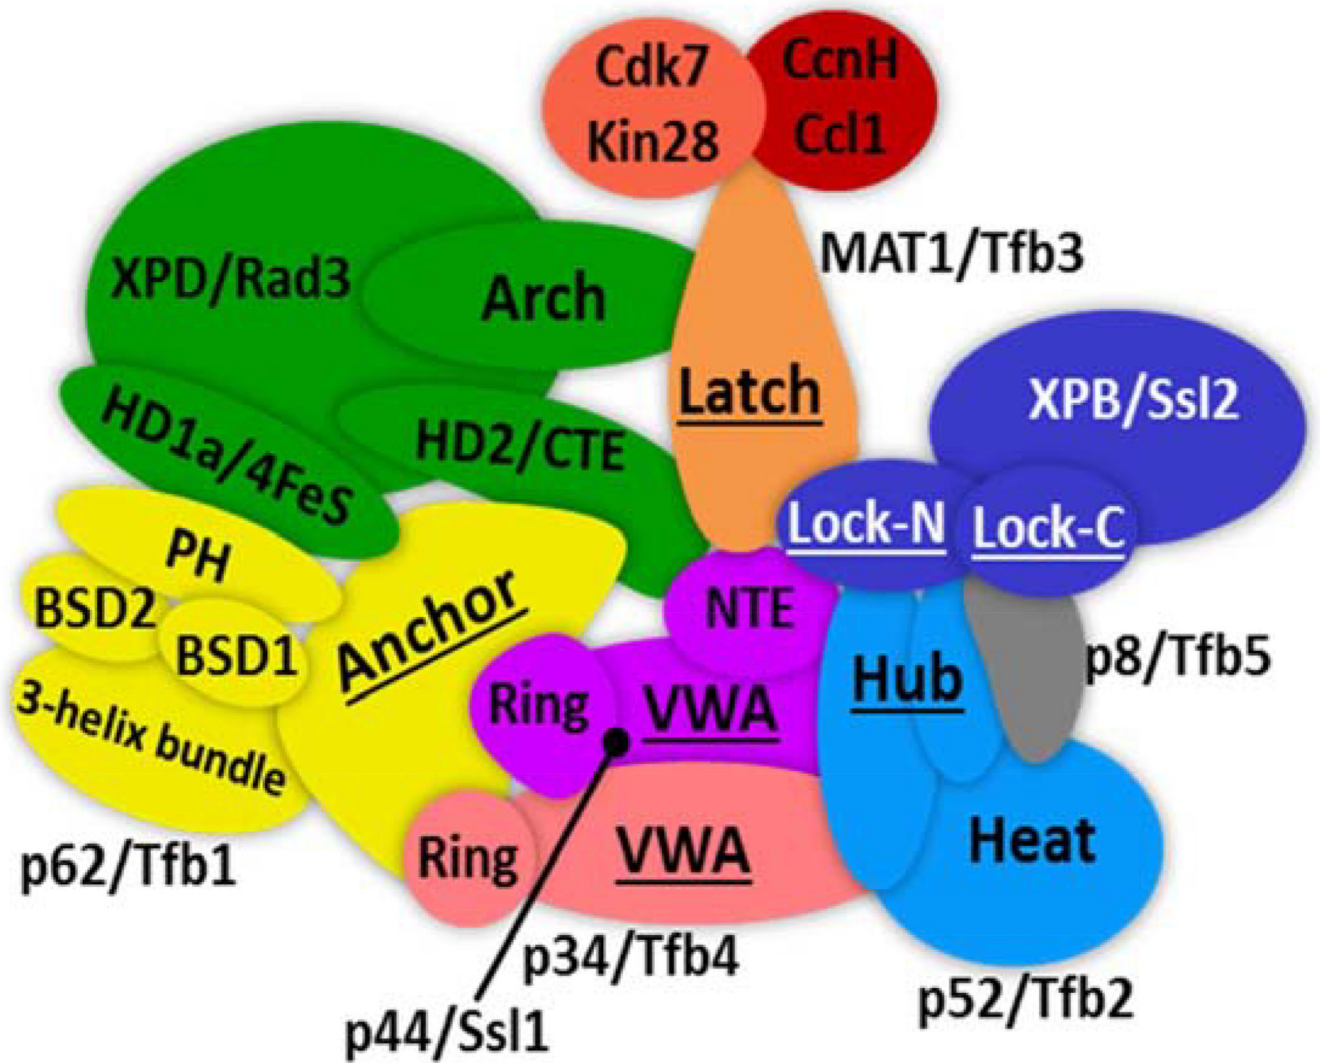 Cdk7
Kin28
CcnH
Ccl1
MAT1/Tfb3
XPD/Rad3
Arch
Latch
XPB/Ssl2
HD1a/4FeS
HD2/CTE
Lock-N
Lock-C
PH
BSD2
BSD1
Anchor
NTE
3-helix bundle
Ring
VWA
Hub
p8/Tfb5
Ring
VWA
Heat
p62/Tfb1
p34/Tfb4
p44/Ssl1
p52/Tfb2